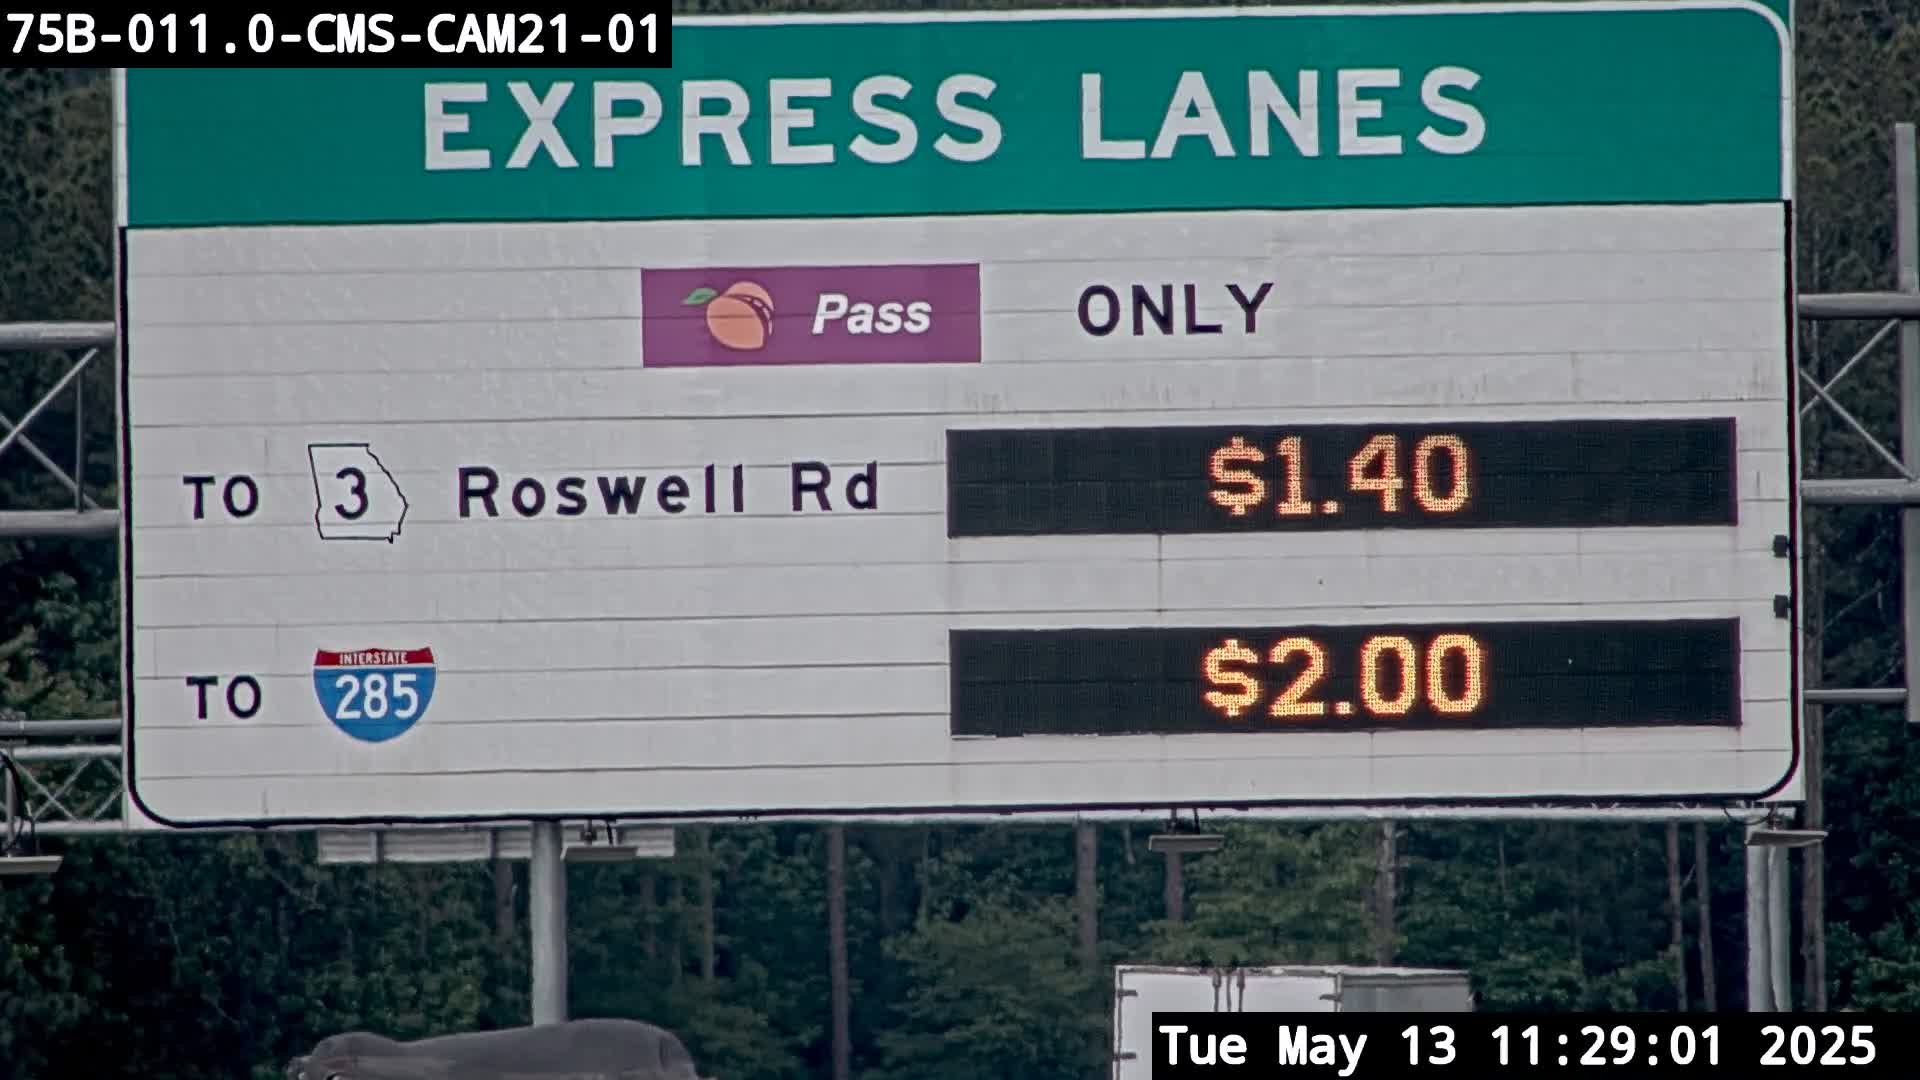 75B-011.0-CMS-CAM21-01
EXPRESS LANES
Pass ONLY
TO 3 Roswell Rd $1.40
INTERSTATE
TO 285 $2.00
Tue May 13 11:29:01 2025